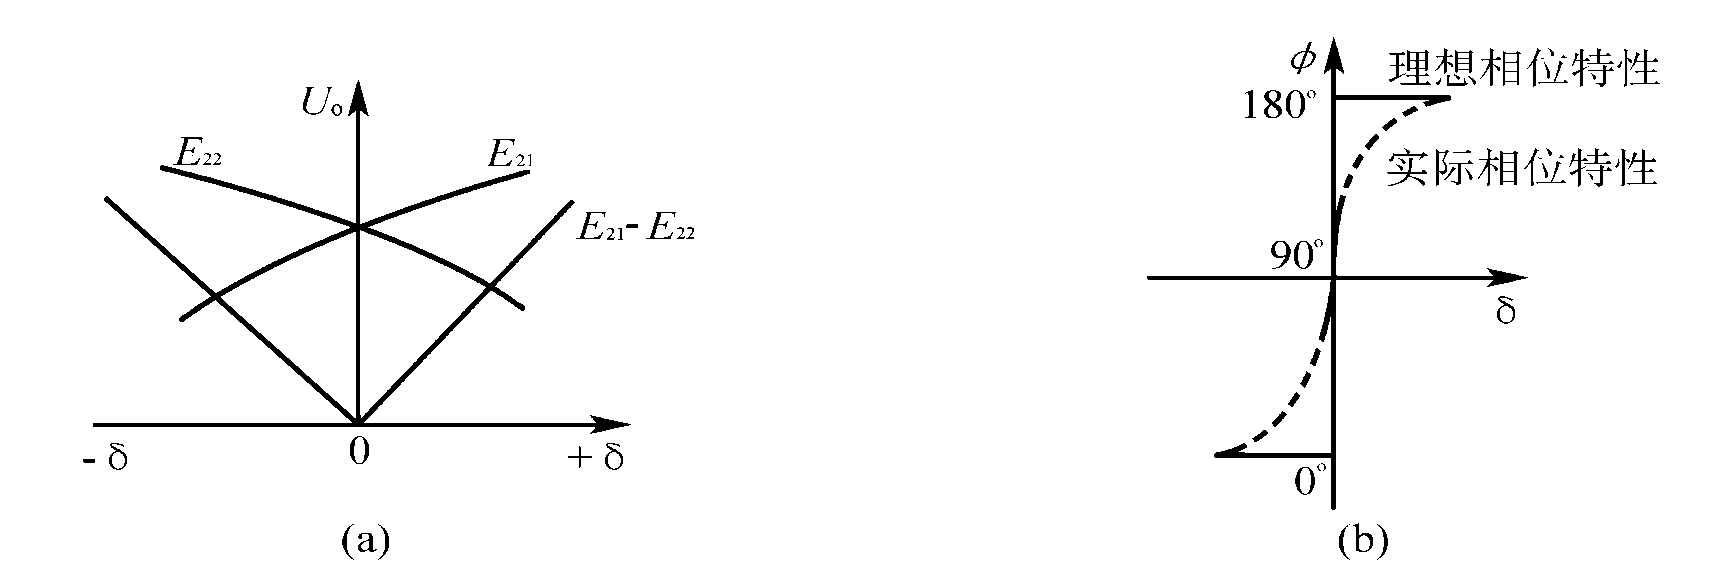 U₀
E₂₂
E₂₁
E₂₁- E₂₂
- δ
0
+ δ
(a)
ϕ
理想相位特性
180°
实际相位特性
90°
δ
0°
(b)